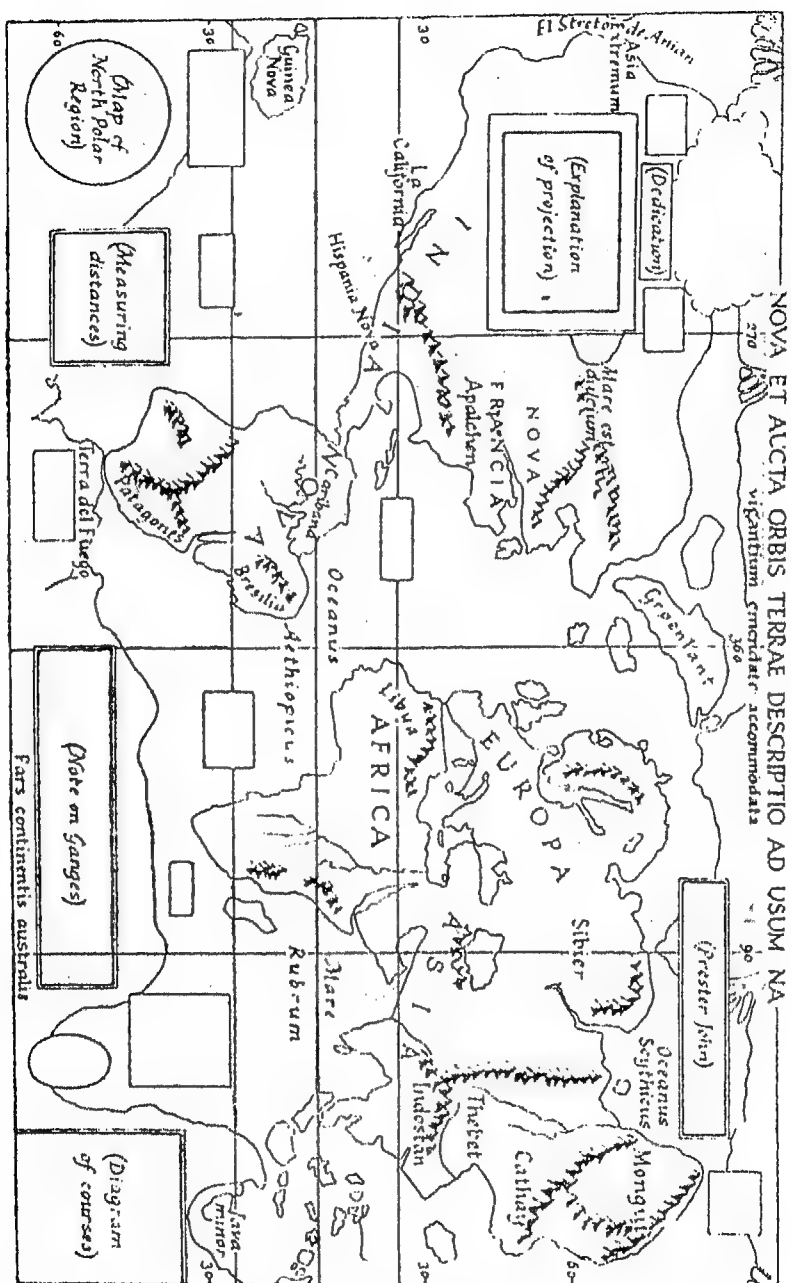 NOVA ET AUCTA ORBIS TERRAE DESCRIPTIO AD USUM NA
vigantium emendate accommodata
270
360
90
El Streto de Anian
Asia
extremum
(Dedication)
(Explanation
of projection)
Mare est
dulcium
NOVA
FRANCIA
Apalchen
La
California
Hispania Nova
30
Groenlant
EUROPA
(Prester John)
Sibier
Oceanus
Scythicus
Mongul
Cathay
Thebet
Indestan
60
30
ASIA
AFRICA
Libya
Guinea
Nova
30
60
(Map of
North Polar
Region)
(Measuring
distances)
Bresilia
Patagones
Terra del Fuego
Oceanus
Aethiopicus
Mare
Rubrum
Java
minor
30
(Note on Ganges)
Pars continentis australis
(Diagram
of courses)